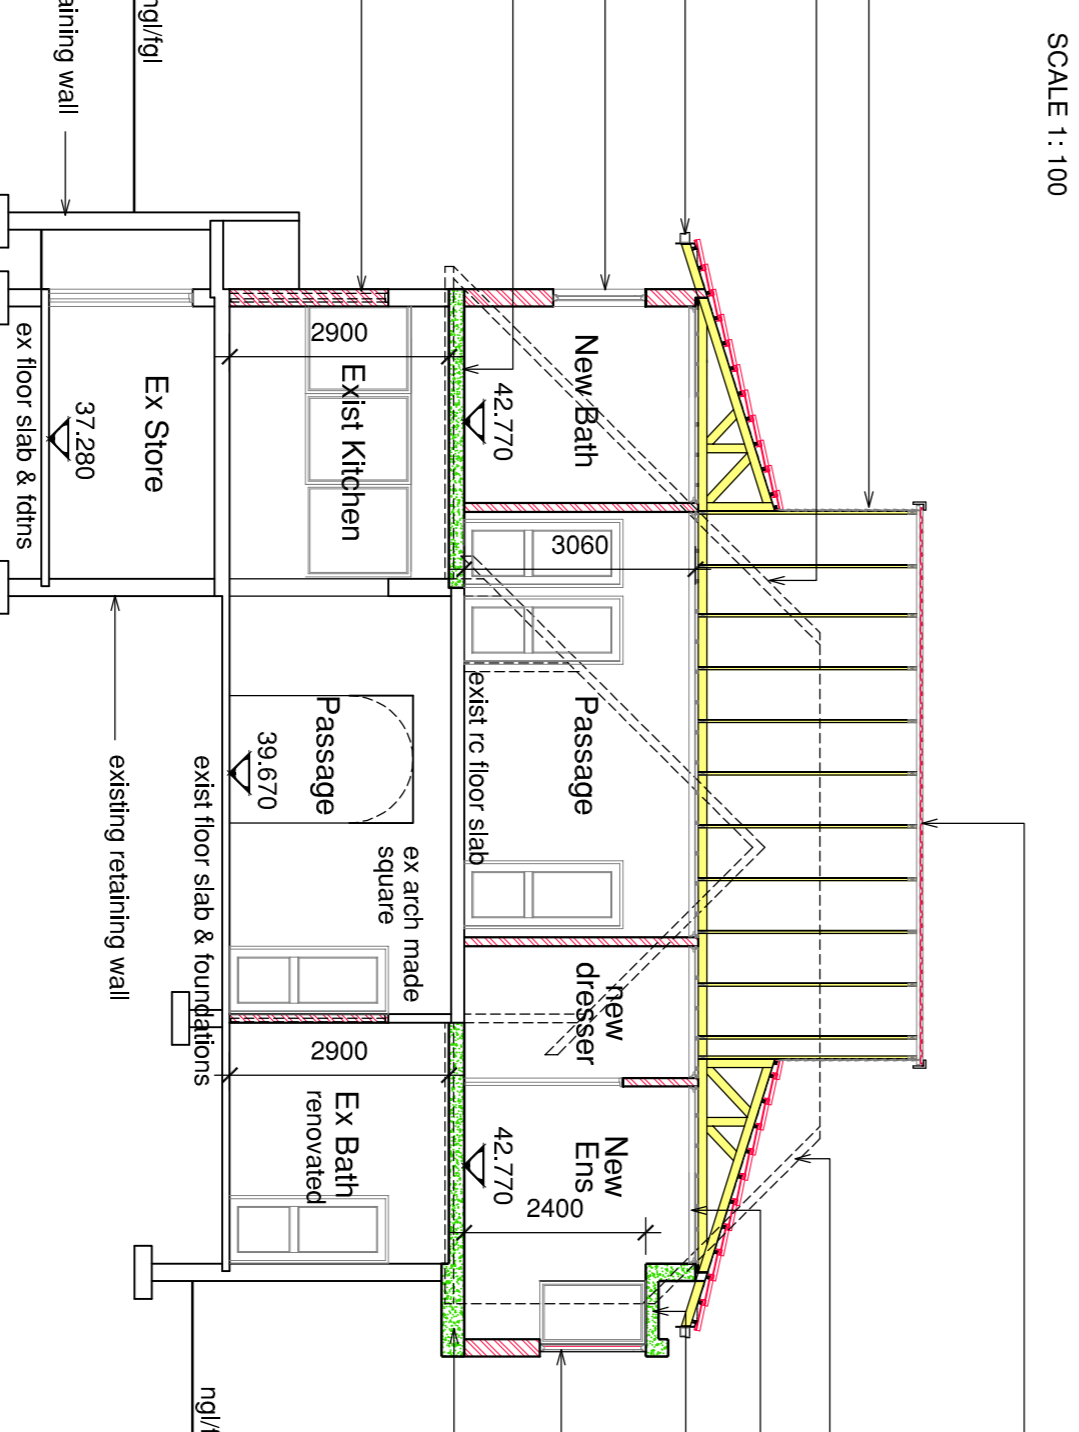 SCALE 1: 100
ngl/fgl
aining wall
New Bath
42.770
3060
Passage
exist rc floor slab
new
dresser
New
Ens
42.770
2400
2900
Exist Kitchen
Passage
39.670
ex arch made
square
2900
Ex Bath
renovated
exist floor slab & foundations
Ex Store
37.280
ex floor slab & fdtns
existing retaining wall
ngl/f